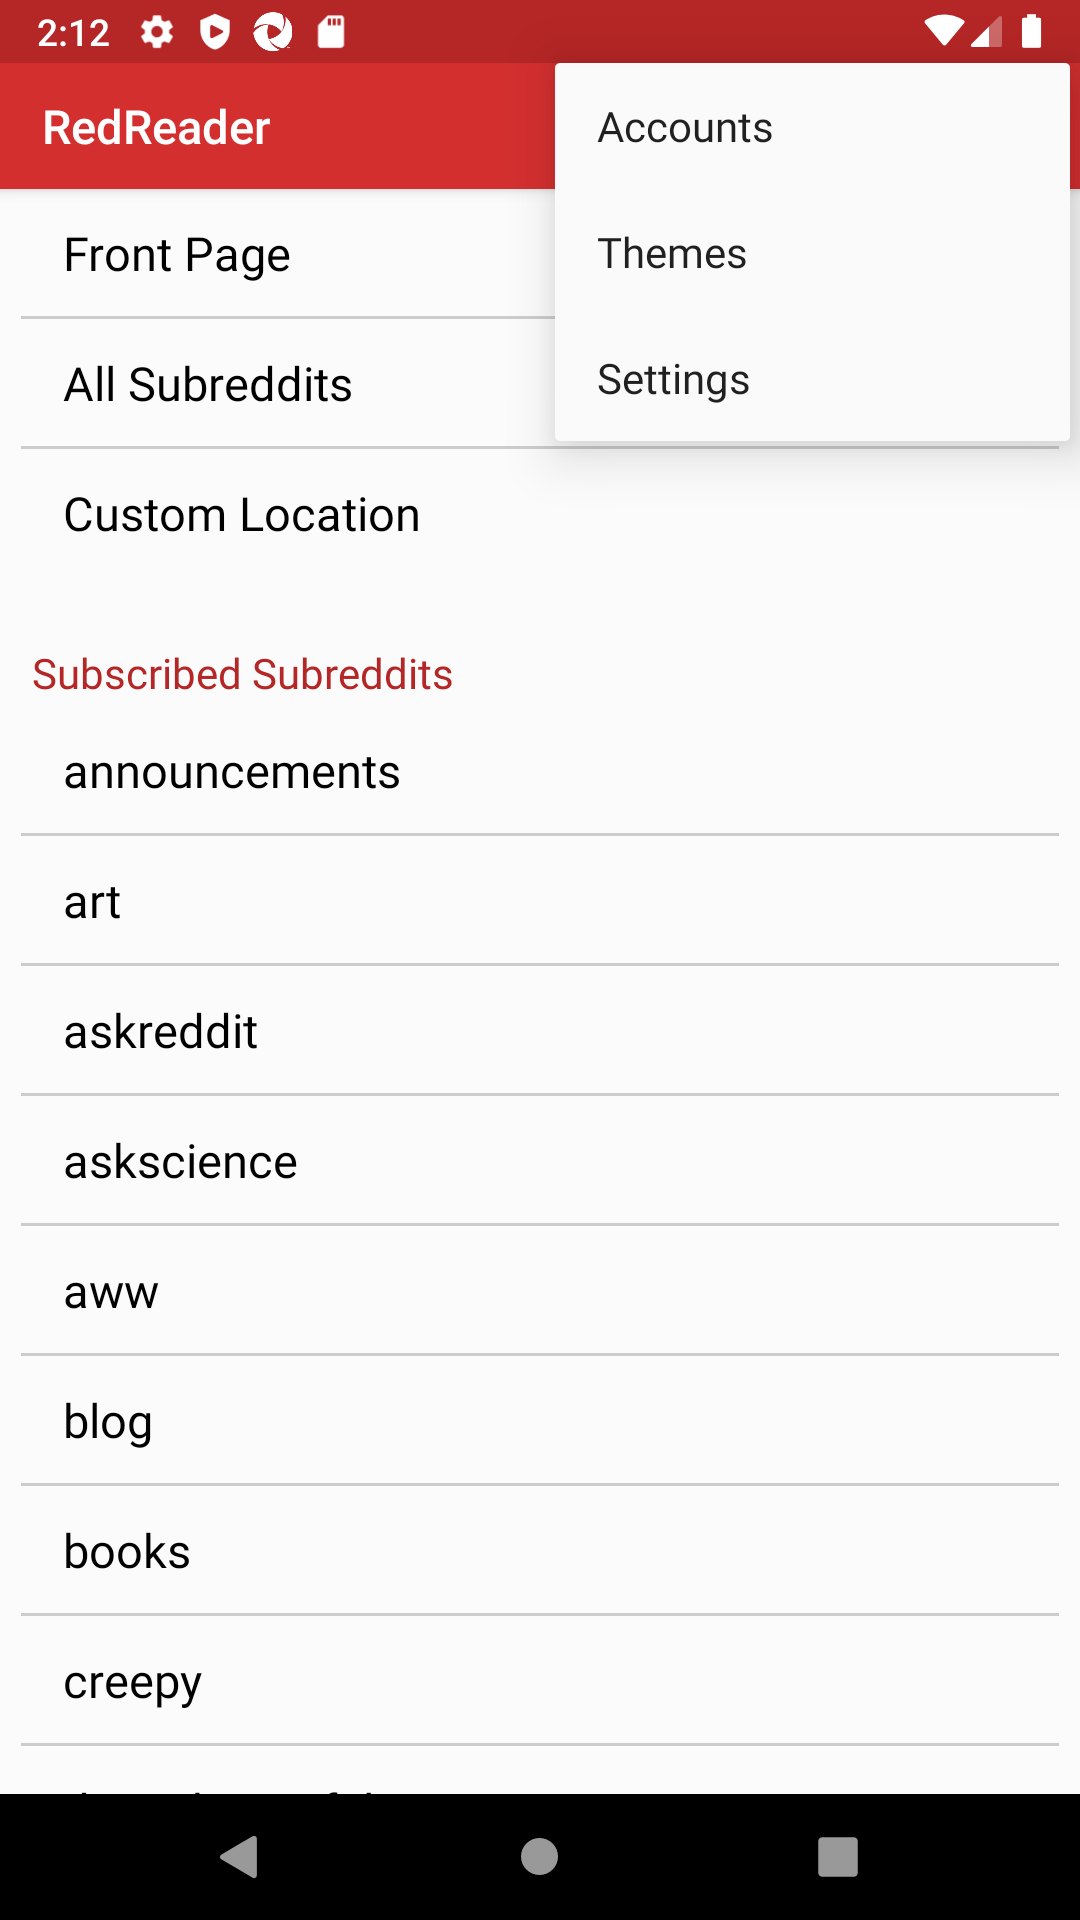 2:12
RedReader
Accounts
Themes
Settings
Front Page
All Subreddits
Custom Location
Subscribed Subreddits
announcements
art
askreddit
askscience
aww
blog
books
creepy